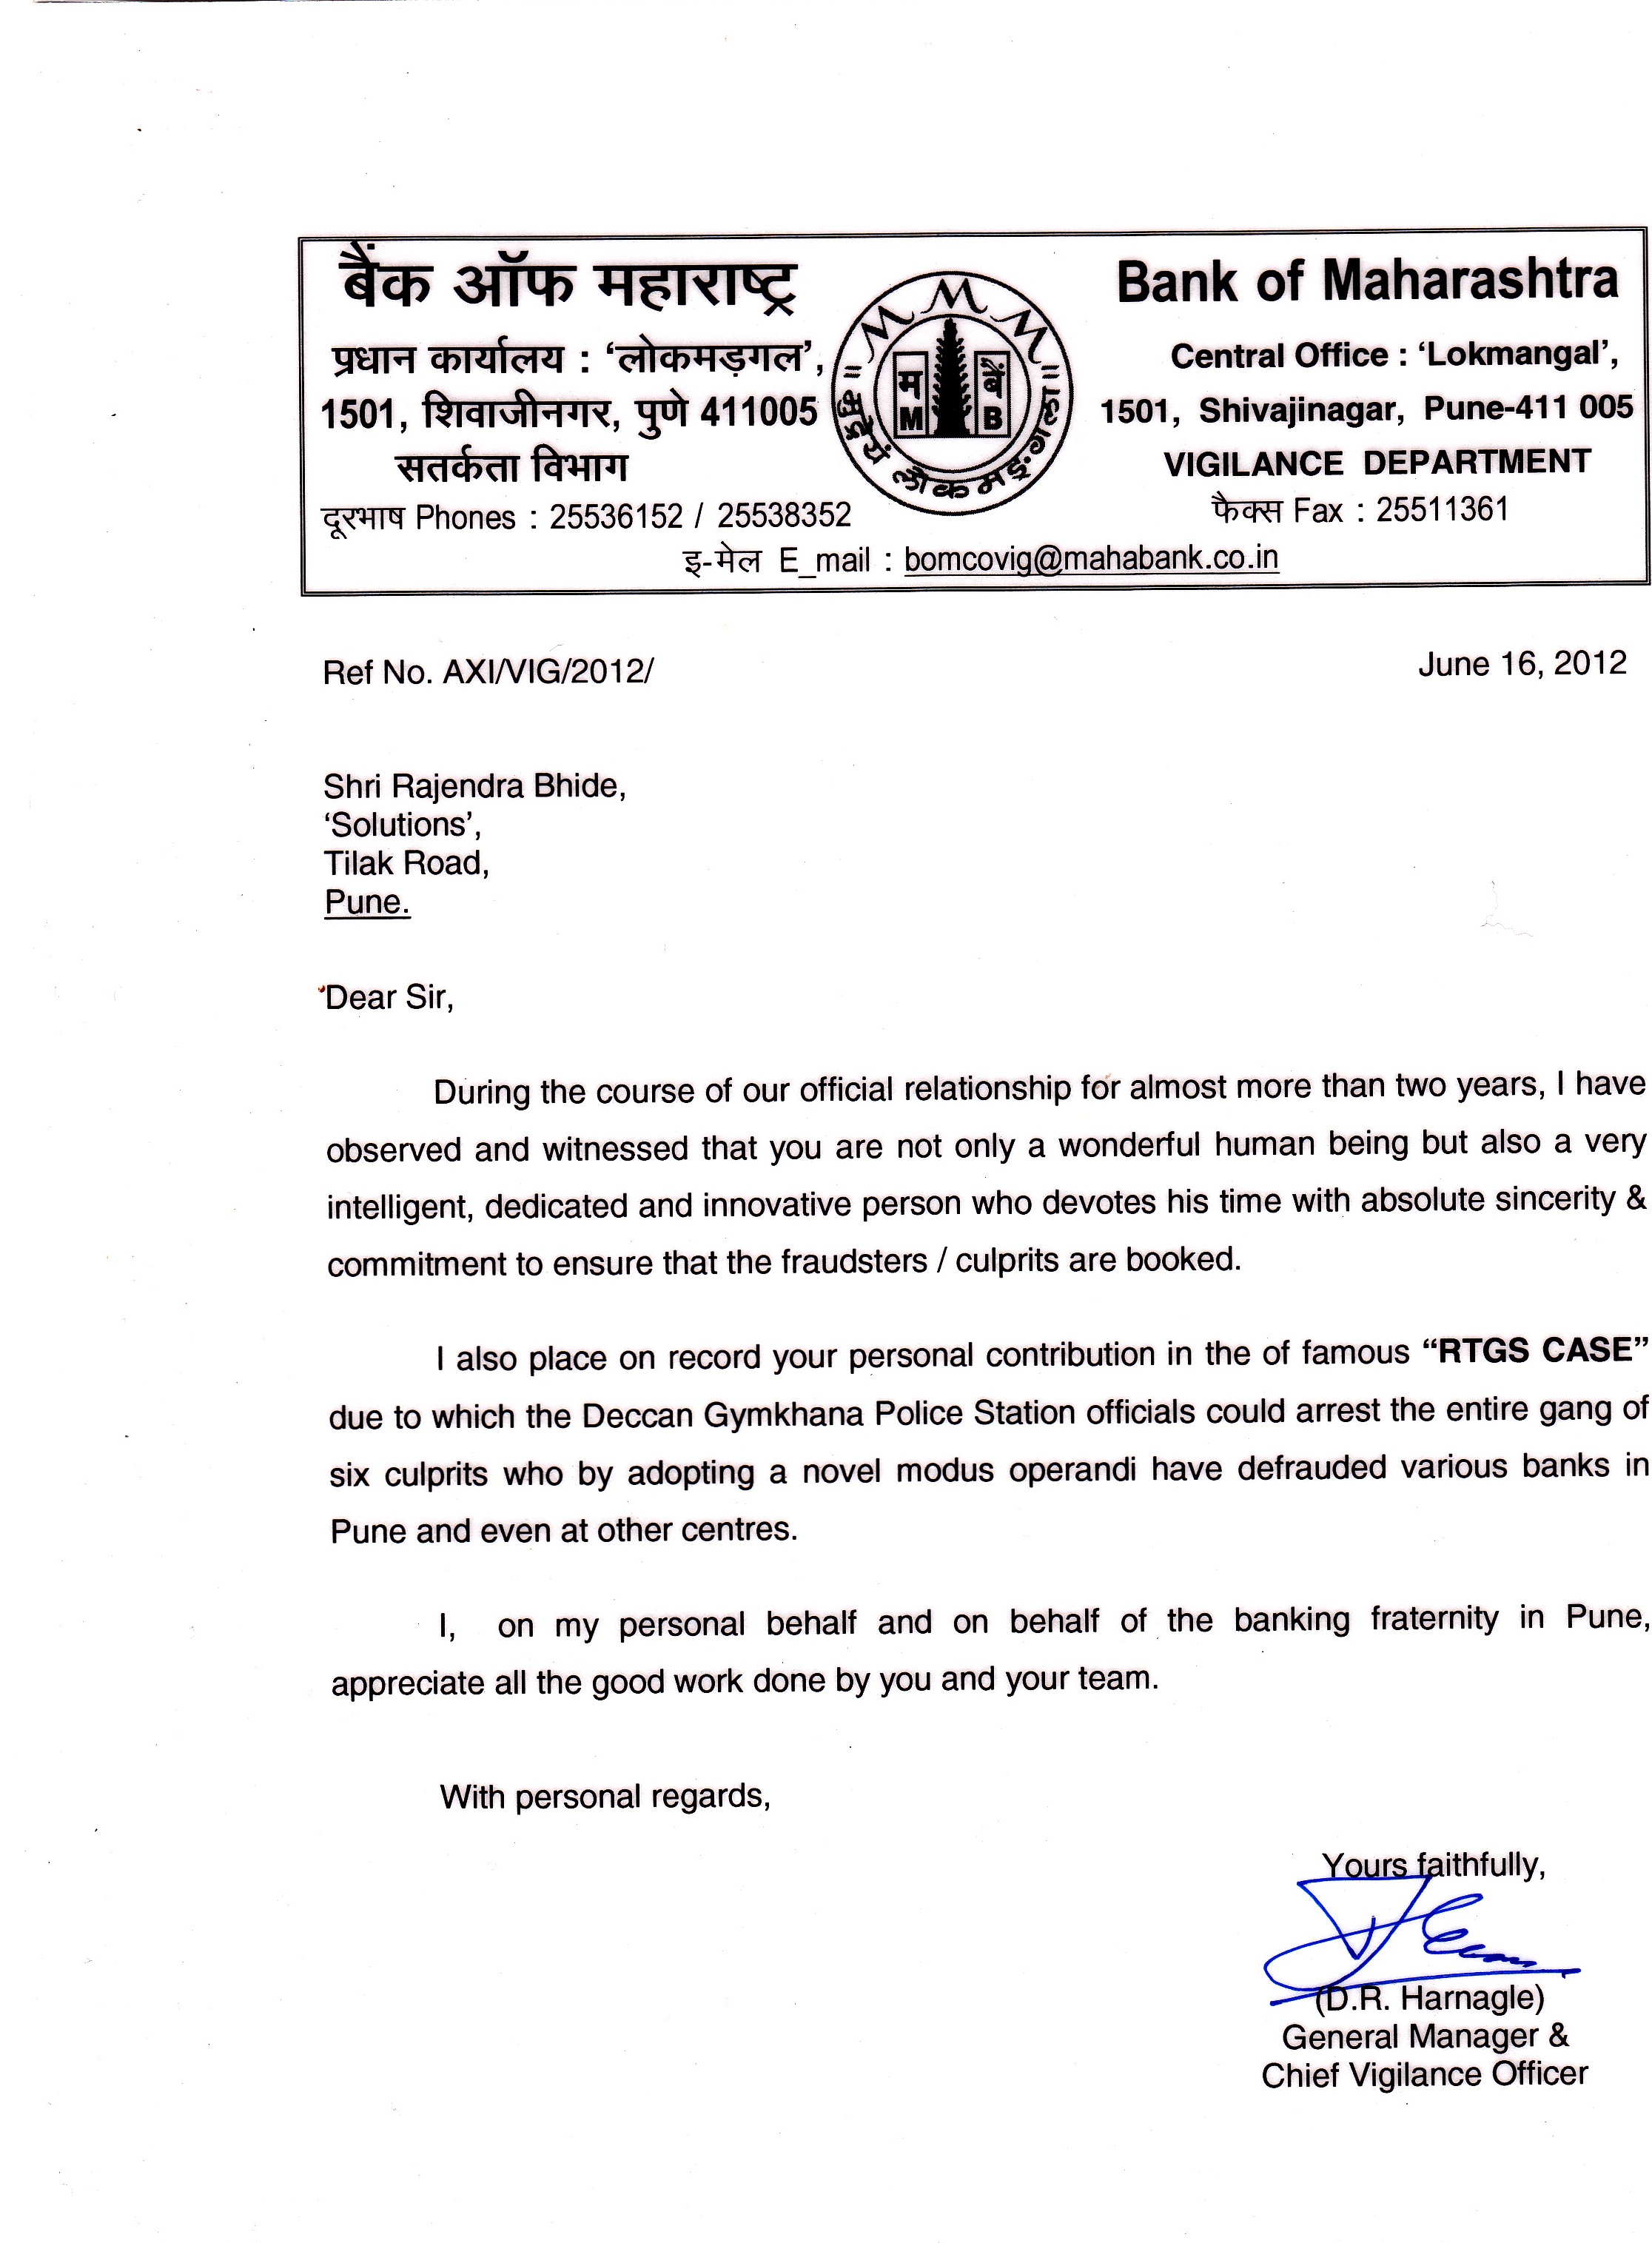 बैंक ऑफ महाराष्ट्र
प्रधान कार्यालय : ‘लोकमड़गल’,
1501, शिवाजीनगर, पुणे 411005
सतर्कता विभाग
दूरभाष Phones : 25536152 / 25538352
M M M M
म बैं
M B
Bank of Maharashtra
Central Office : ‘Lokmangal’,
1501, Shivajinagar, Pune-411 005
VIGILANCE DEPARTMENT
फैक्स Fax : 25511361
इ-मेल E_mail : bomcovig@mahabank.co.in
Ref No. AXI/VIG/2012/
June 16, 2012
Shri Rajendra Bhide,
‘Solutions’,
Tilak Road,
Pune.
Dear Sir,
During the course of our official relationship for almost more than two years, I have
observed and witnessed that you are not only a wonderful human being but also a very
intelligent, dedicated and innovative person who devotes his time with absolute sincerity &
commitment to ensure that the fraudsters / culprits are booked.
I also place on record your personal contribution in the of famous “RTGS CASE”
due to which the Deccan Gymkhana Police Station officials could arrest the entire gang of
six culprits who by adopting a novel modus operandi have defrauded various banks in
Pune and even at other centres.
I, on my personal behalf and on behalf of the banking fraternity in Pune,
appreciate all the good work done by you and your team.
With personal regards,
Yours faithfully,
(D.R. Harnagle)
General Manager &
Chief Vigilance Officer